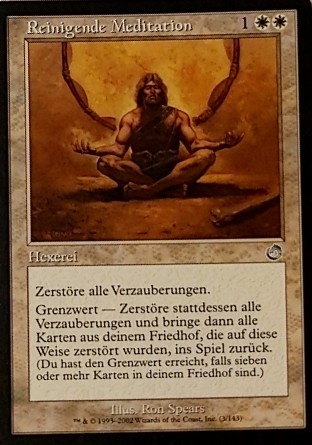 Reinigende Meditation 1
Hexerei
Zerstöre alle Verzauberungen.
Grenzwert — Zerstöre stattdessen alle
Verzauberungen und bringe dann alle
Karten aus deinem Friedhof, die auf diese
Weise zerstört wurden, ins Spiel zurück.
(Du hast den Grenzwert erreicht, falls sieben
oder mehr Karten in deinem Friedhof sind.)
Illus. Ron Spears
™ & © 1993-2002 Wizards of the Coast, Inc. (3/143)